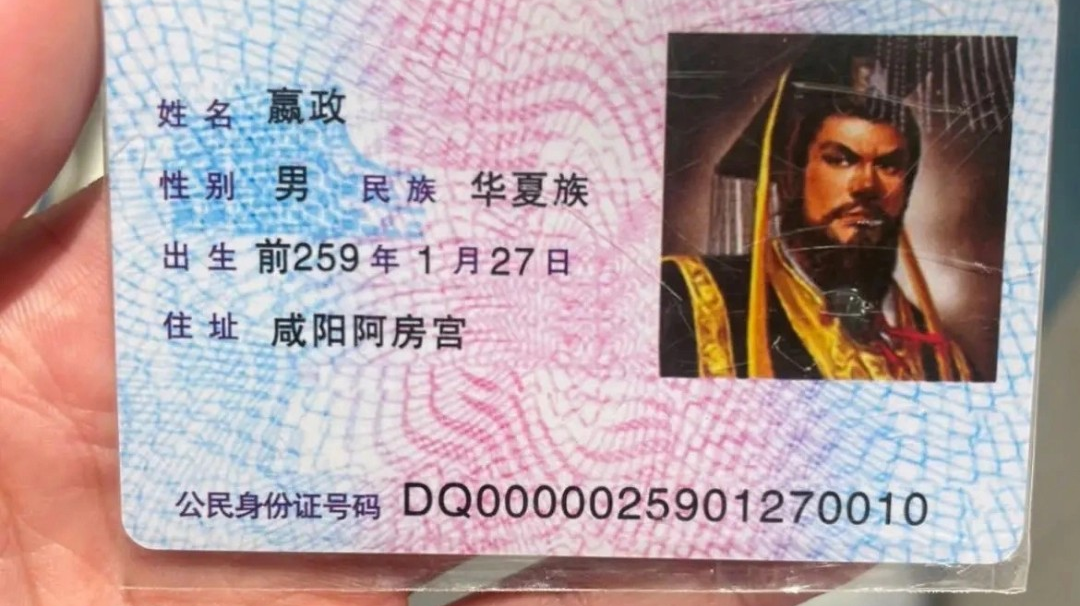 姓名 嬴政
性别 男 民族 华夏族
出生 前259年1月27日
住址 咸阳阿房宫
公民身份证号码 DQ00000025901270010